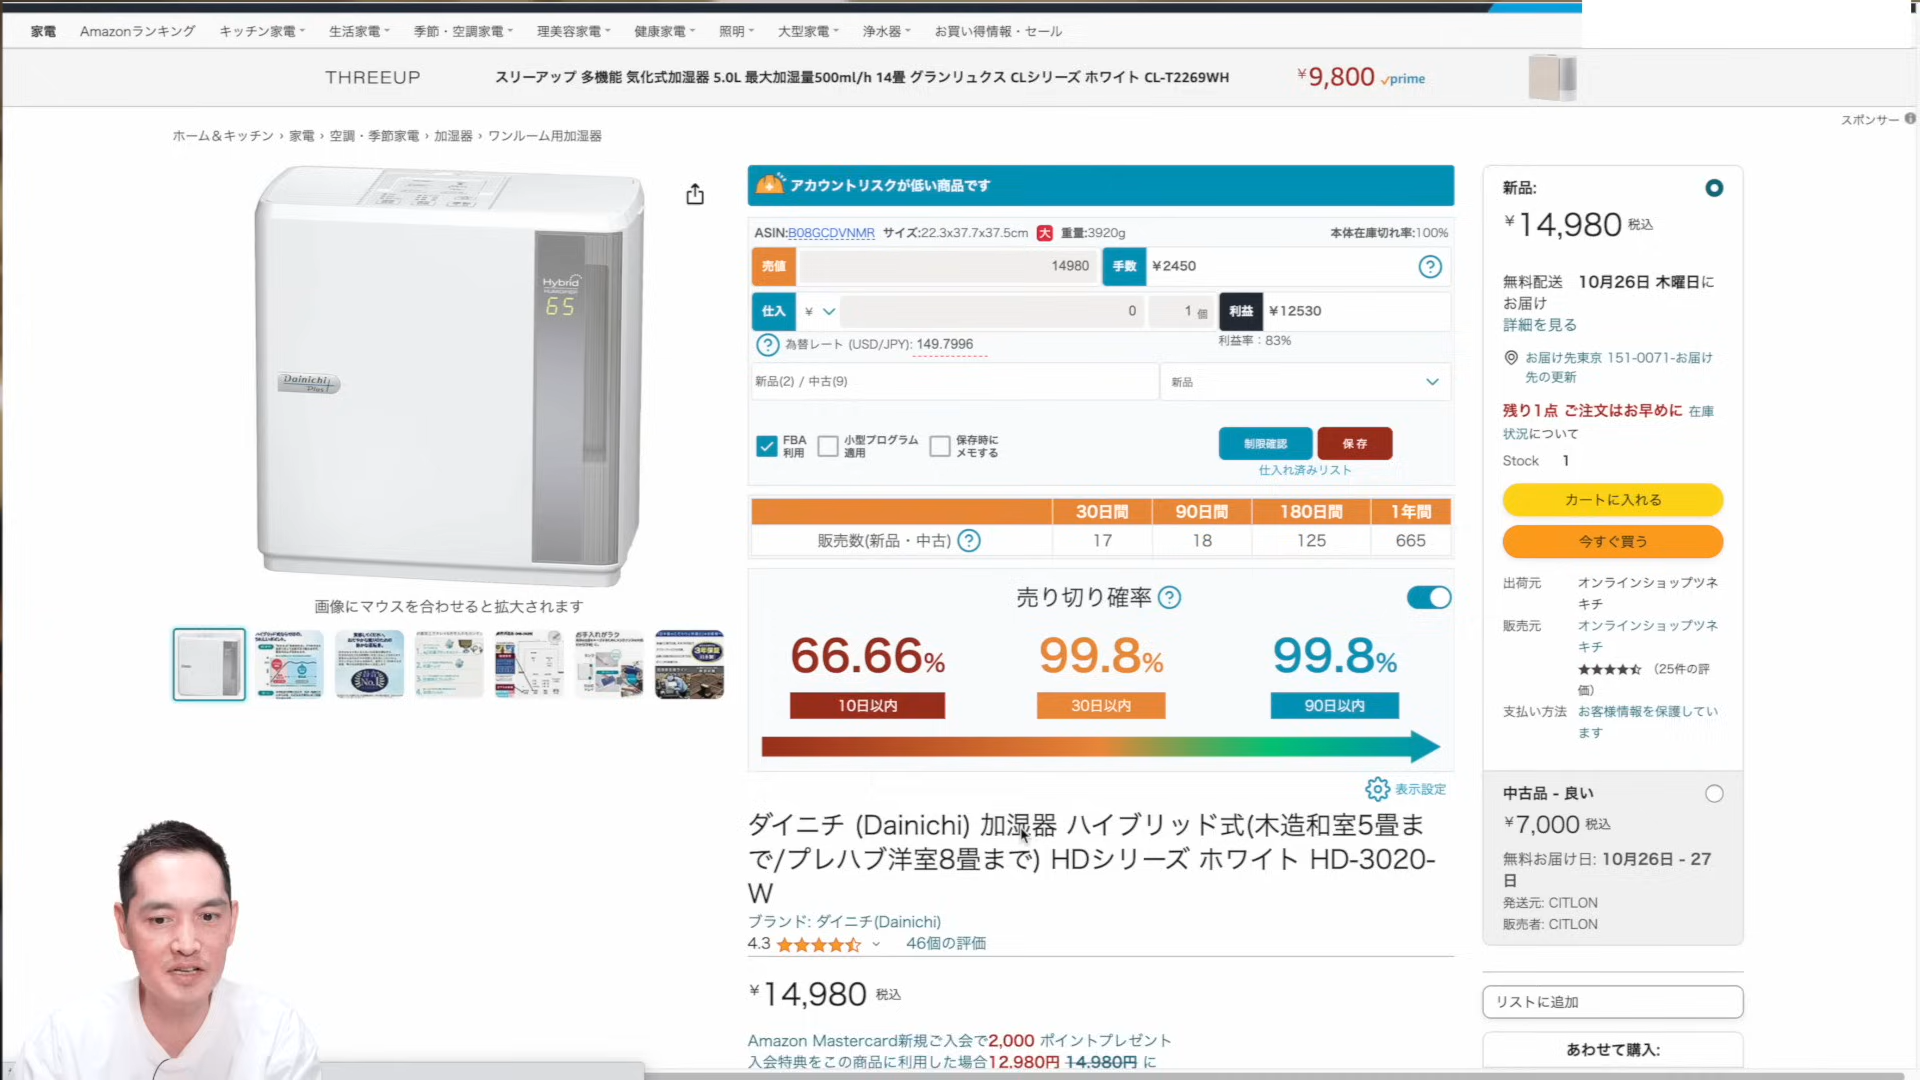 家電 Amazonランキング キッチン家電 生活家電 季節・空調家電 理美容家電 健康家電 照明 大型家電 浄水器 お買い得情報・セール
THREEUP スリーアップ 多機能 気化式加湿器 5.0L 最大加湿量500ml/h 14畳 グランリュクス CLシリーズ ホワイト CL-T2269WH ¥9,800 prime
スポンサー
ホーム＆キッチン › 家電 › 空調・季節家電 › 加湿器 › ワンルーム用加湿器
Hybrid
65
Dainichi
Plus
画像にマウスを合わせると拡大されます
アカウントリスクが低い商品です
ASIN:B08GCDVNMR サイズ:22.3x37.7x37.5cm 大 重量:3920g 本体在庫切れ率:100%
売値 14980 手数 ¥2450
仕入 ¥ 0 1 個 利益 ¥12530
為替レート (USD/JPY): 149.7996 利益率：83%
新品(2) / 中古(9) 新品
FBA
利用
小型プログラム
適用
保存時に
メモする
制限確認 保存
仕入れ済みリスト
30日間 90日間 180日間 1年間
販売数(新品・中古) 17 18 125 665
売り切り確率
66.66% 99.8% 99.8%
10日以内 30日以内 90日以内
表示設定
ダイニチ (Dainichi) 加湿器 ハイブリッド式(木造和室5畳ま
で/プレハブ洋室8畳まで) HDシリーズ ホワイト HD-3020-
W
ブランド: ダイニチ(Dainichi)
4.3 46個の評価
¥14,980 税込
Amazon Mastercard新規ご入会で2,000 ポイントプレゼント
入会特典をこの商品に利用した場合12,980円 14,980円 に
新品:
¥14,980 税込
無料配送 10月26日 木曜日に
お届け
詳細を見る
お届け先東京 151-0071-お届け
先の更新
残り1点 ご注文はお早めに 在庫
状況について
Stock 1
カートに入れる
今すぐ買う
出荷元 オンラインショップツネ
キチ
販売元 オンラインショップツネ
キチ
（25件の評
価）
支払い方法 お客様情報を保護してい
ます
中古品 - 良い
¥7,000 税込
無料お届け日: 10月26日 - 27
日
発送元: CITLON
販売者: CITLON
リストに追加
あわせて購入: